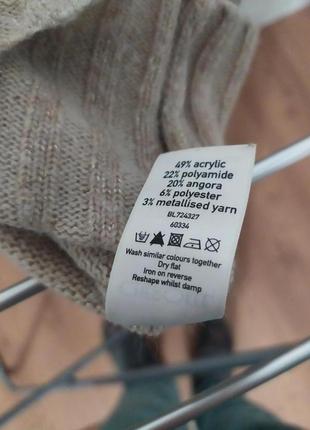 49% acrylic
22% polyamide
20% angora
6% polyester
3% metallised yarn
BL724327
60334
Wash similar colours together
Dry flat
Iron on reverse
Reshape whilst damp